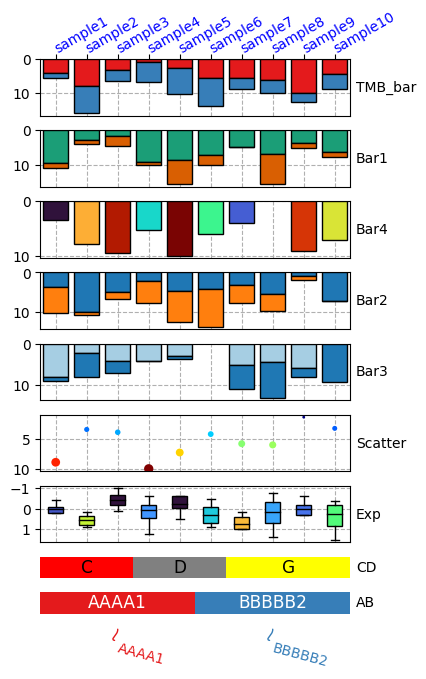 sample1 sample2 sample3 sample4 sample5 sample6 sample7 sample8 sample9 sample10
0
10
TMB_bar
0
10
Bar1
0
10
Bar4
0
10
Bar2
0
10
Bar3
5
10
Scatter
−1
0
1
Exp
C D G CD
AAAA1 BBBBB2 AB
AAAA1 BBBBB2